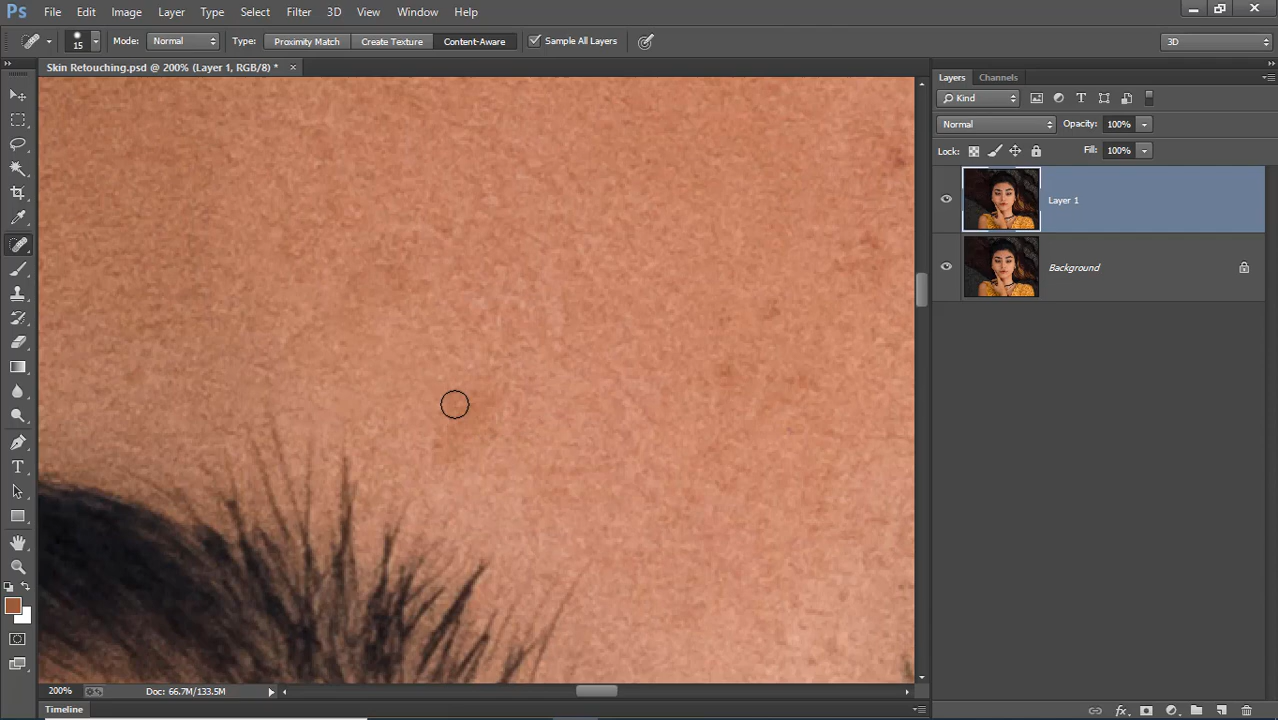 Ps File Edit Image Layer Type Select Filter 3D View Window Help
15 Mode: Normal Type: Proximity Match Create Texture Content-Aware Sample All Layers 3D
Skin Retouching.psd @ 200% (Layer 1, RGB/8) * ×
Layers Channels
Kind
Normal Opacity: 100%
Lock: Fill: 100%
Layer 1
Background
200% Doc: 66.7M/133.5M
Timeline